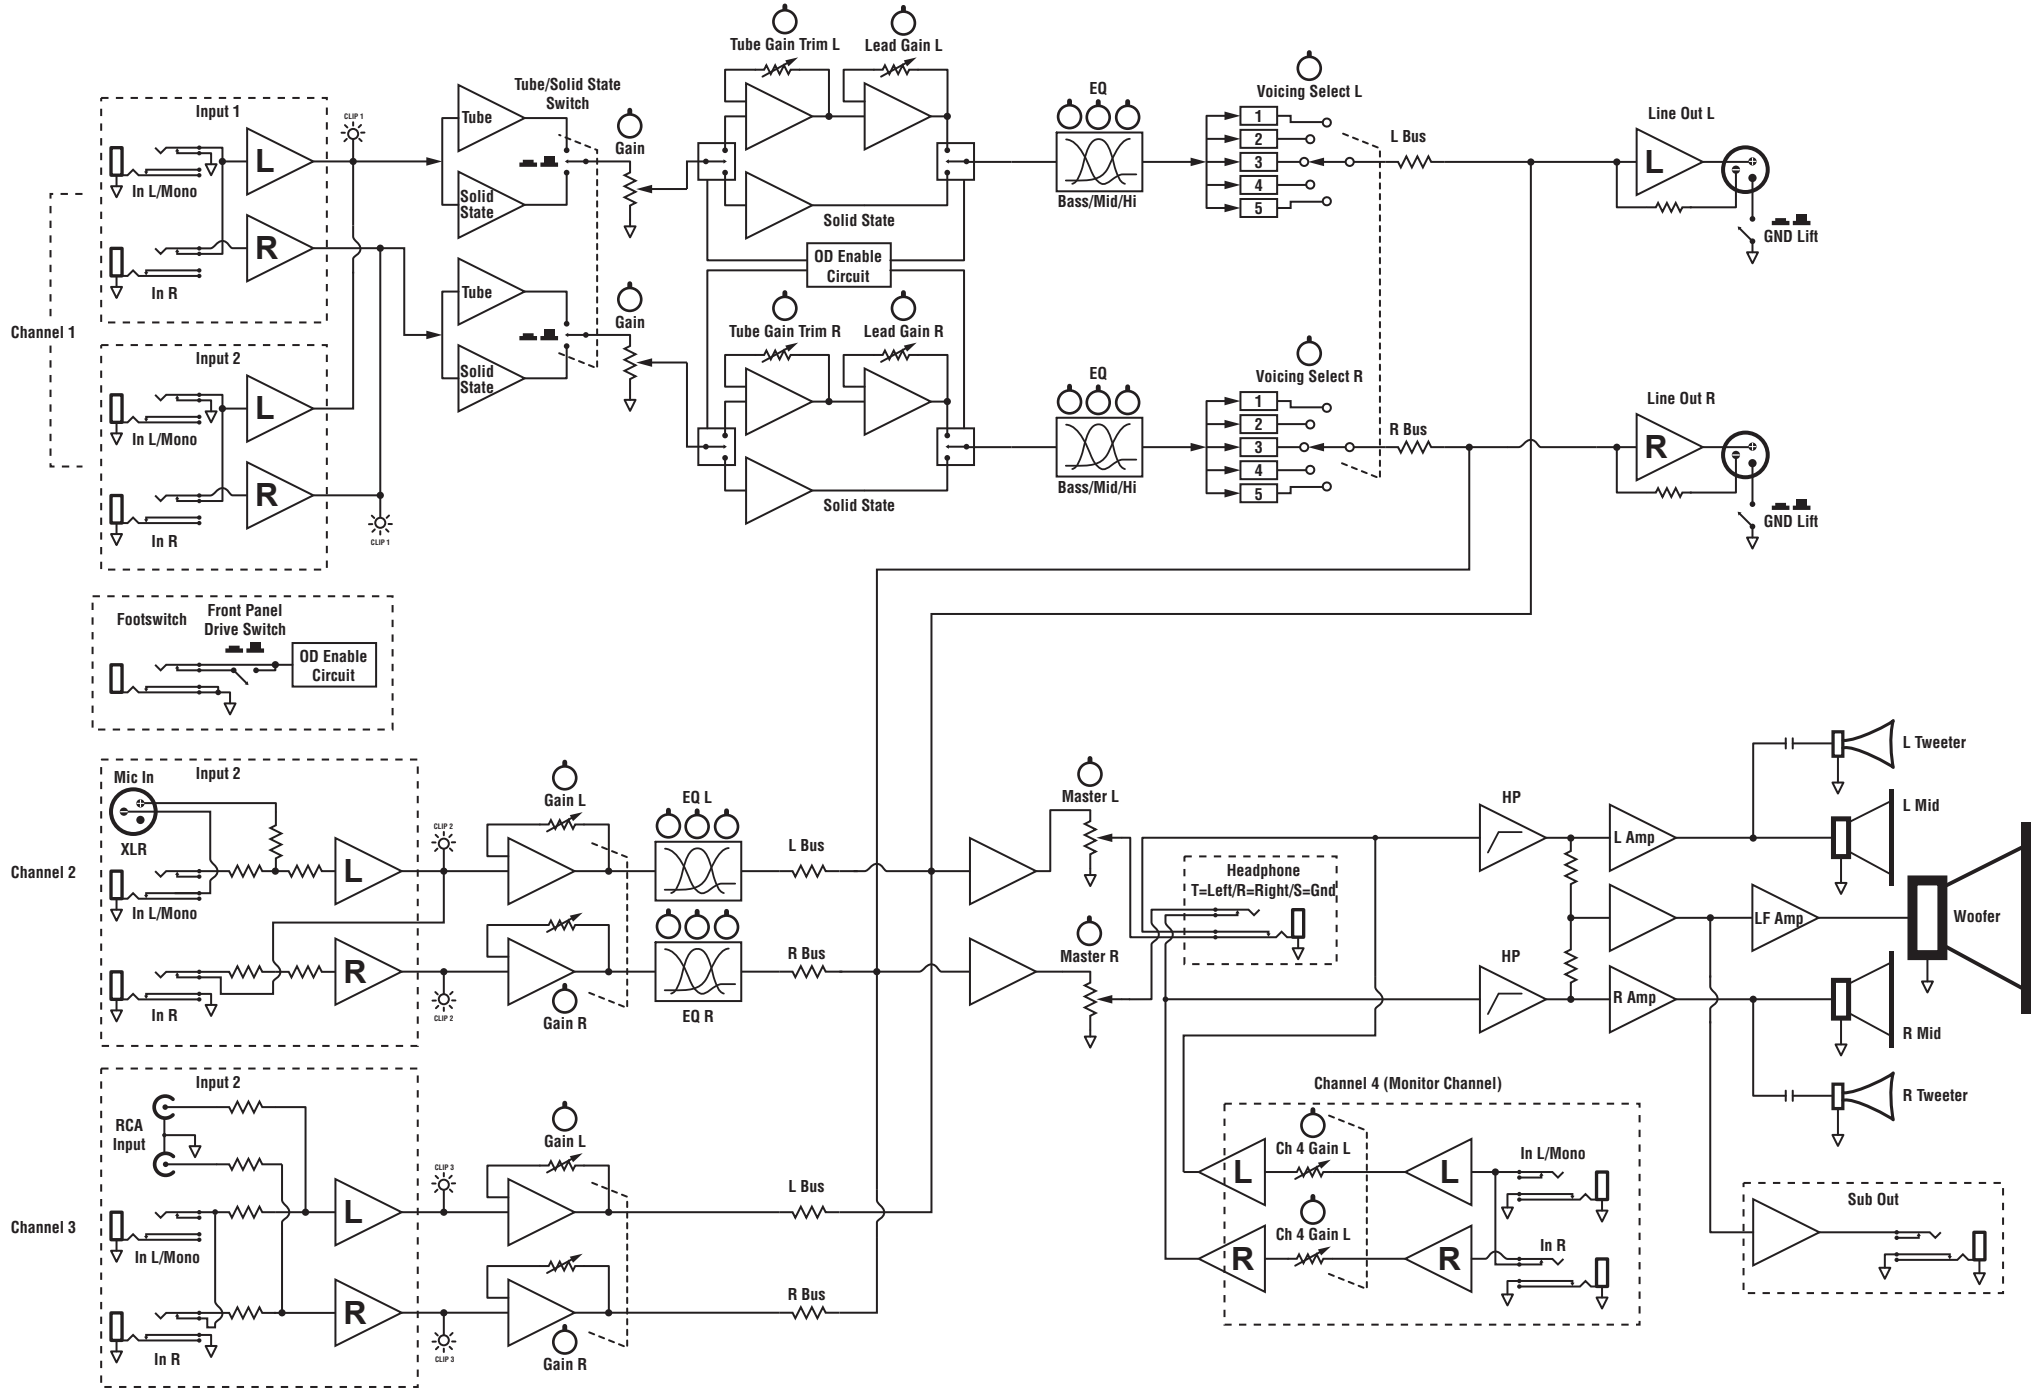 Tube Gain Trim L
Lead Gain L
Tube/Solid State
Switch
EQ
Voicing Select L
Line Out L
Input 1
CLIP 1
Tube
Gain
1
2
3
4
5
L Bus
L
L
In L/Mono
Solid
State
Bass/Mid/Hi
Solid State
GND Lift
R
OD Enable
Circuit
In R
Tube
Gain
Tube Gain Trim R
Lead Gain R
Channel 1
Input 2
EQ
Voicing Select R
Line Out R
Solid
State
1
2
3
4
5
R Bus
L
R
In L/Mono
Bass/Mid/Hi
Solid State
GND Lift
R
In R
CLIP 1
Footswitch
Front Panel
Drive Switch
OD Enable
Circuit
Channel 2
Input 2
Mic In
XLR
L
In L/Mono
R
In R
CLIP 2
CLIP 2
Gain L
Gain R
EQ L
EQ R
L Bus
R Bus
Master L
Master R
Headphone
T=Left/R=Right/S=Gnd
HP
HP
L Amp
LF Amp
R Amp
L Tweeter
L Mid
Woofer
R Mid
R Tweeter
Channel 3
Input 2
RCA
Input
L
In L/Mono
R
In R
CLIP 3
CLIP 3
Gain L
Gain R
L Bus
R Bus
Channel 4 (Monitor Channel)
Ch 4 Gain L
L
L
In L/Mono
Ch 4 Gain L
R
R
In R
Sub Out